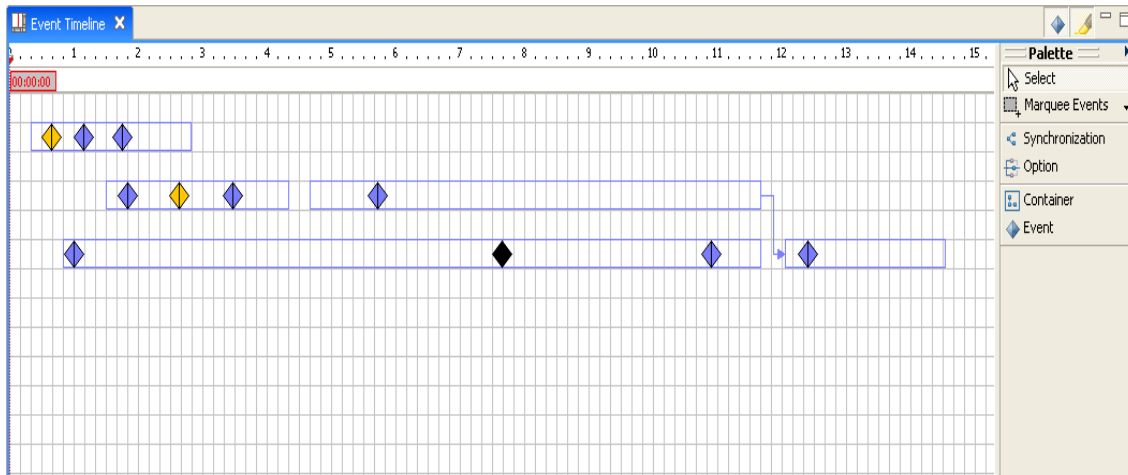 Event Timeline
1 2 3 4 5 6 7 8 9 10 11 12 13 14 15
00:00:00
Palette
Select
Marquee Events
Synchronization
Option
Container
Event